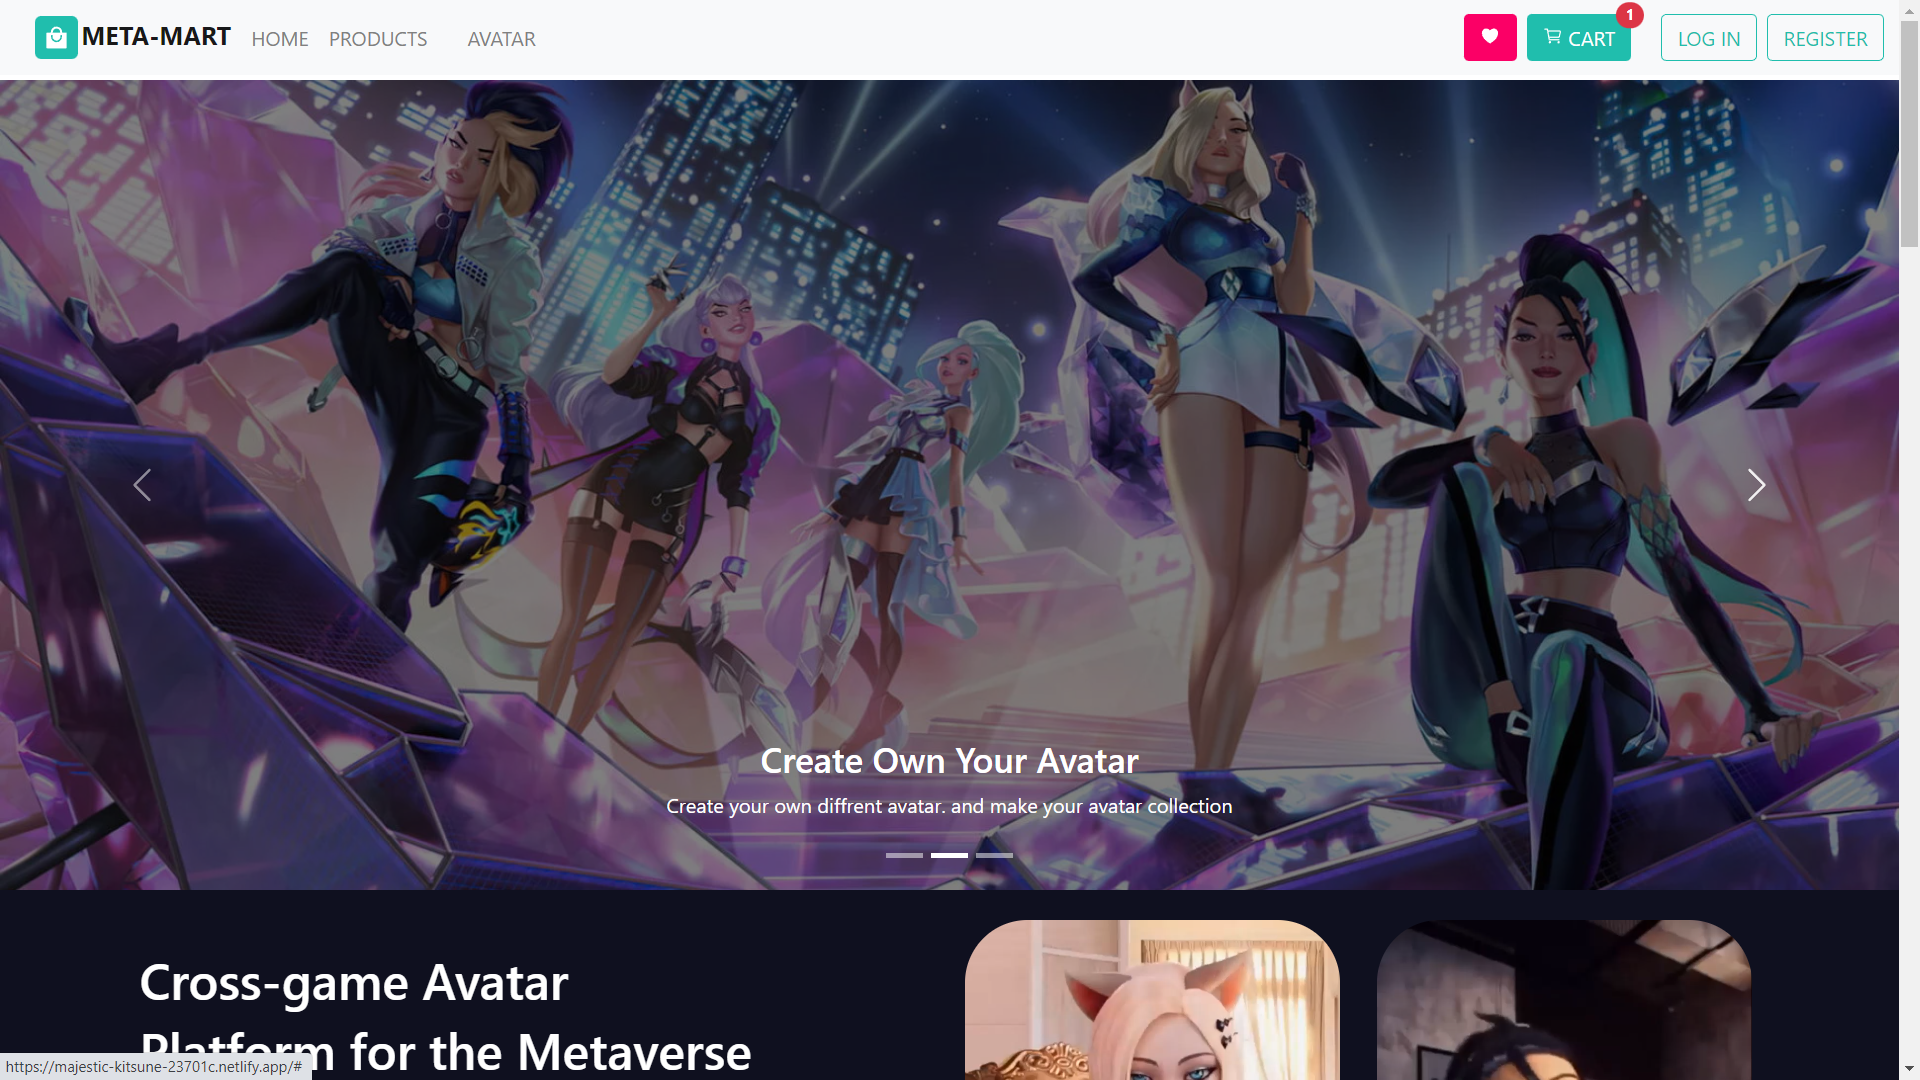 META-MART HOME PRODUCTS AVATAR CART 1 LOG IN REGISTER
Create Own Your Avatar
Create your own diffrent avatar. and make your avatar collection
Cross-game Avatar
Platform for the Metaverse
https://majestic-kitsune-23701c.netlify.app/#